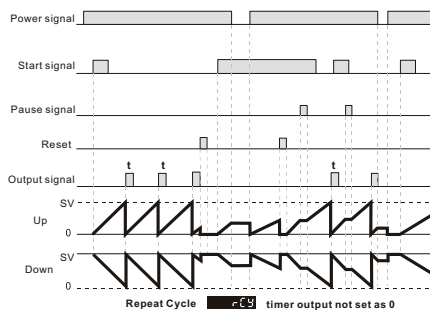 Power signal
Start signal
Pause signal
Reset
t t t
Output signal
SV
Up
0
SV
Down
0
Repeat Cycle rCY timer output not set as 0